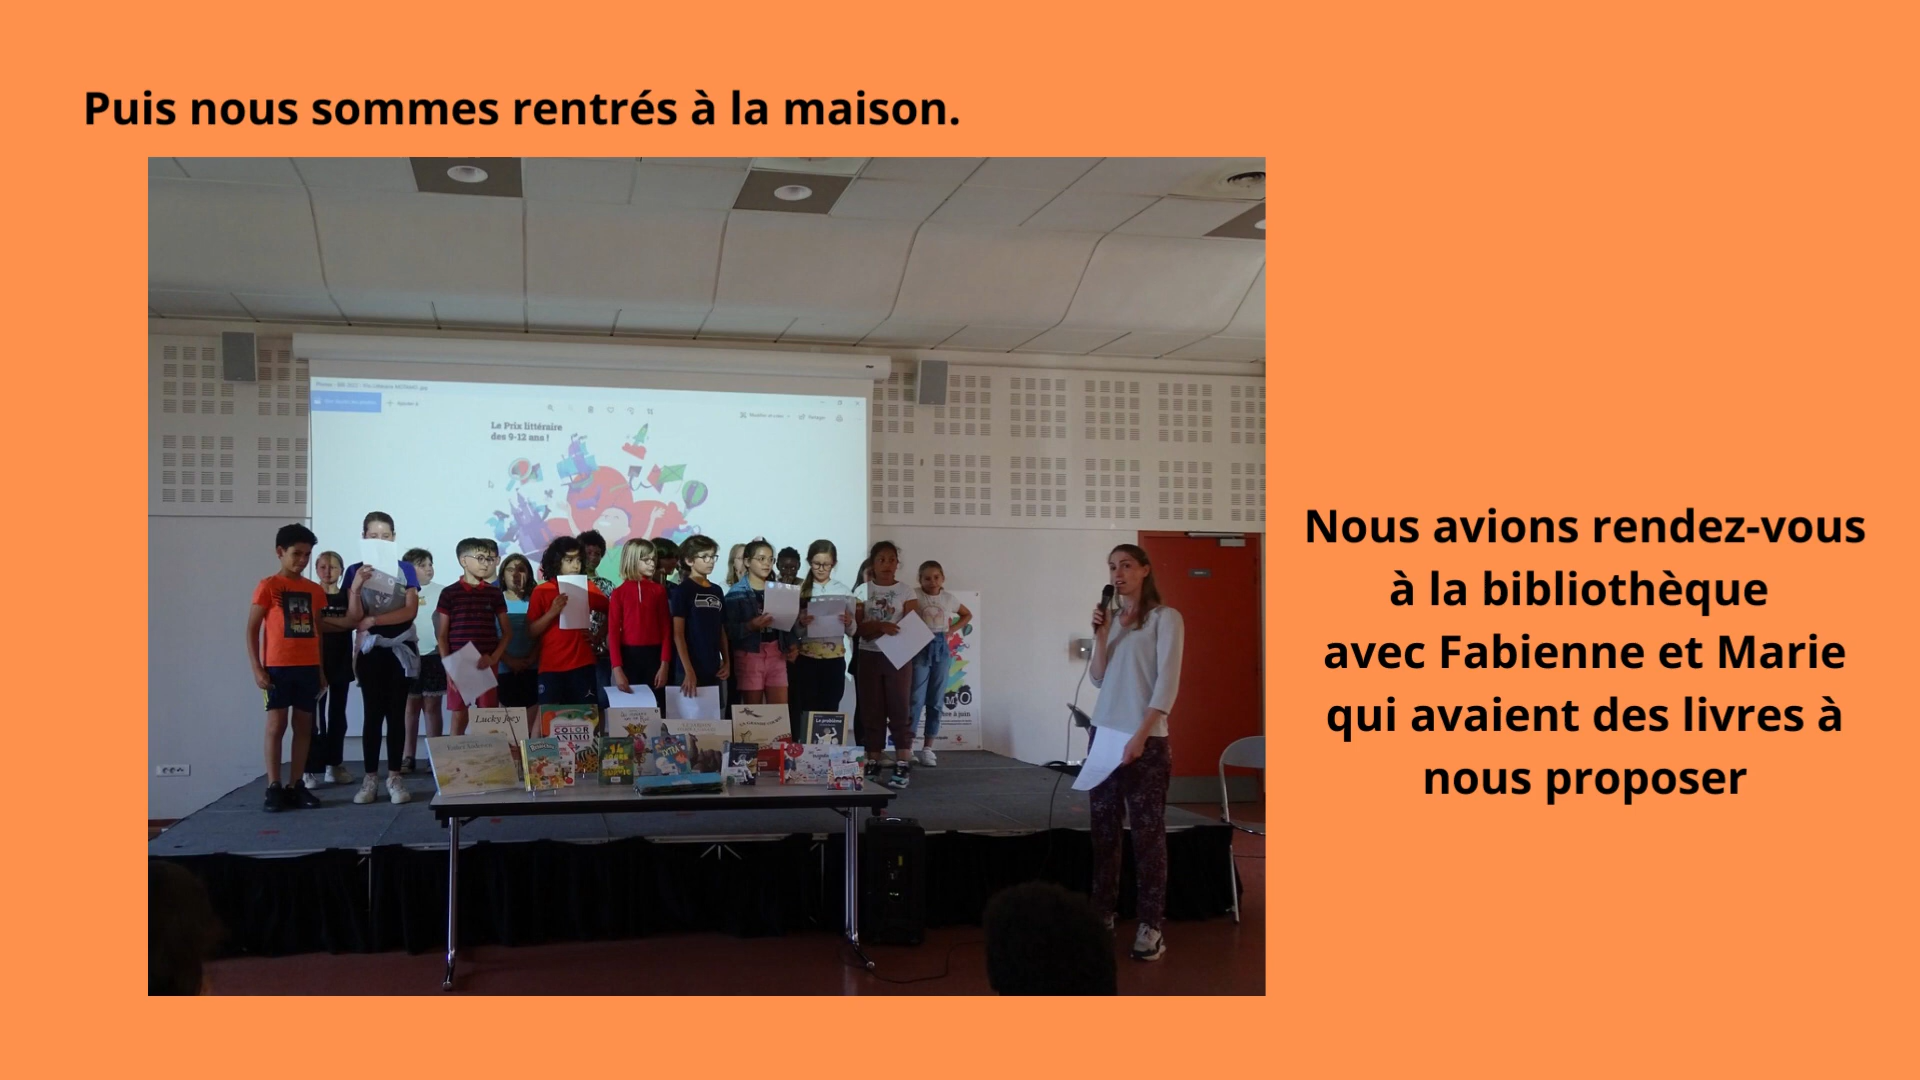 Puis nous sommes rentrés à la maison.
Le Prix littéraire
des 9-12 ans !
Lucky Joey
COLOR
ANIMO
Nous avions rendez-vous
à la bibliothèque
avec Fabienne et Marie
qui avaient des livres à
nous proposer